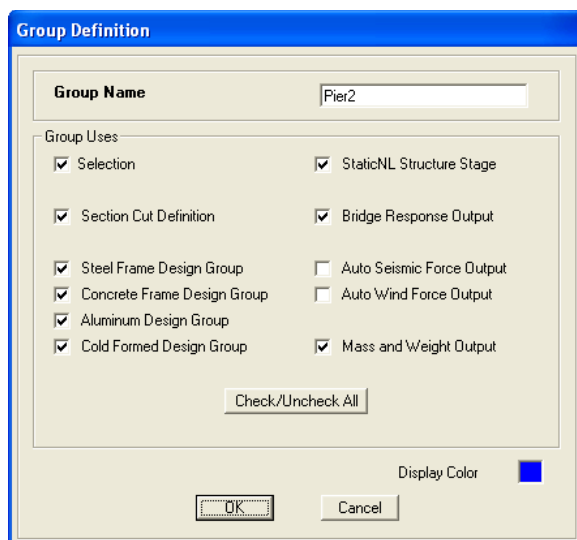 Group Definition
Group Name Pier2
Group Uses
Selection StaticNL Structure Stage
Section Cut Definition Bridge Response Output
Steel Frame Design Group Auto Seismic Force Output
Concrete Frame Design Group Auto Wind Force Output
Aluminum Design Group
Cold Formed Design Group Mass and Weight Output
Check/Uncheck All
Display Color
OK Cancel